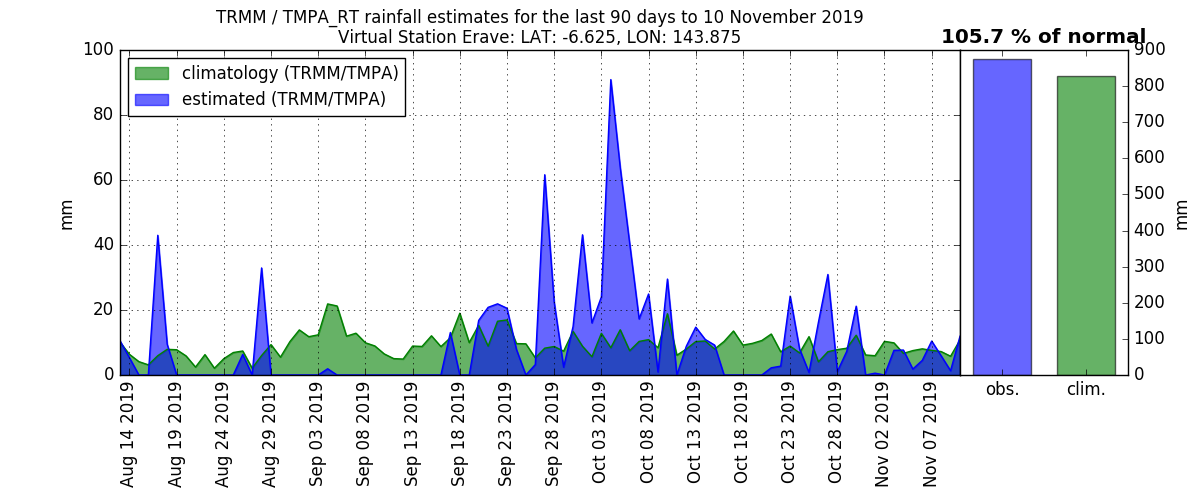 TRMM / TMPA_RT rainfall estimates for the last 90 days to 10 November 2019
Virtual Station Erave: LAT: -6.625, LON: 143.875
105.7 % of normal
climatology (TRMM/TMPA)
estimated (TRMM/TMPA)
mm
100
80
60
40
20
0
Aug 14 2019
Aug 19 2019
Aug 24 2019
Aug 29 2019
Sep 03 2019
Sep 08 2019
Sep 13 2019
Sep 18 2019
Sep 23 2019
Sep 28 2019
Oct 03 2019
Oct 08 2019
Oct 13 2019
Oct 18 2019
Oct 23 2019
Oct 28 2019
Nov 02 2019
Nov 07 2019
obs.
clim.
900
800
700
600
500
400
300
200
100
0
mm